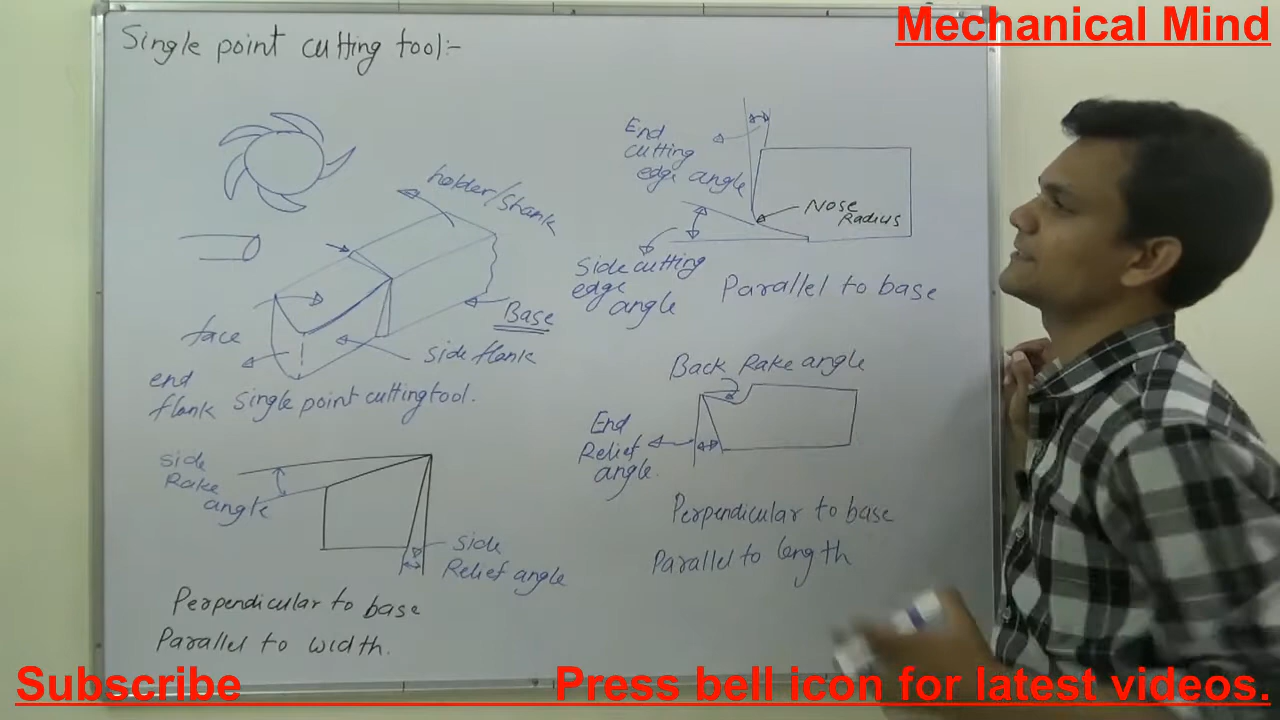 Mechanical Mind
Single point cutting tool:-
holder/Shank
Base
face
side flank
end
flank
Single point cutting tool.
End
cutting
edge angle
Nose
Radius
Side cutting
edge
angle
Parallel to base
Back Rake angle
End
Relief
angle.
Perpendicular to base
Parallel to length
Side
Rake
angle
Side
Relief angle
Perpendicular to base
Parallel to width.
Subscribe
Press bell icon for latest videos.